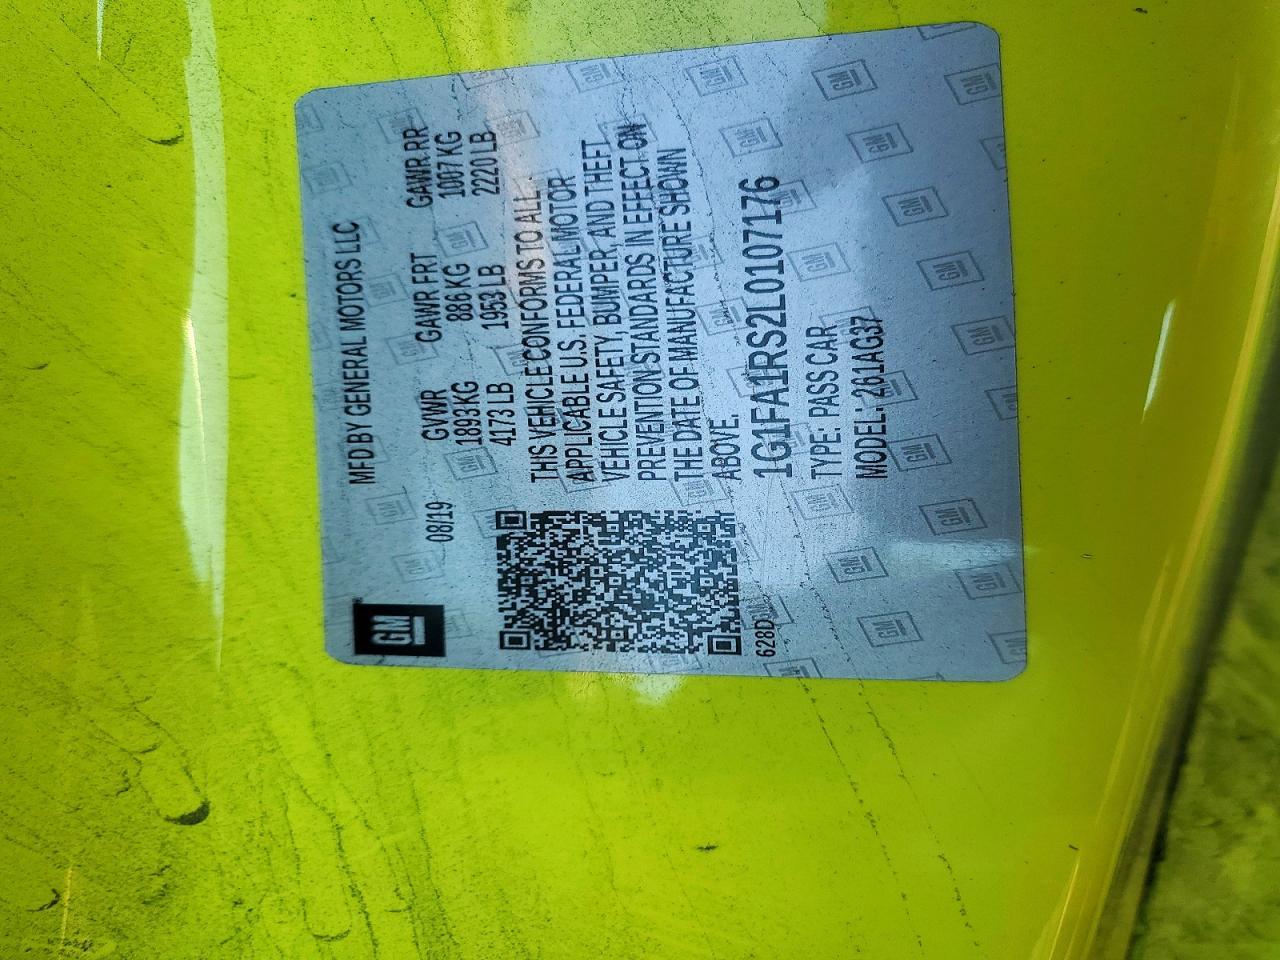 GM
MFD BY GENERAL MOTORS LLC
08/19
GVWR GAWR FRT GAWR RR
1893 KG 886 KG 1007 KG
4173 LB 1953 LB 2220 LB
THIS VEHICLE CONFORMS TO ALL
APPLICABLE U.S. FEDERAL MOTOR
VEHICLE SAFETY, BUMPER, AND THEFT
PREVENTION STANDARDS IN EFFECT ON
THE DATE OF MANUFACTURE SHOWN
ABOVE.
1G1FA1RS2L0107176
TYPE: PASS CAR
MODEL: 261AG37
628D